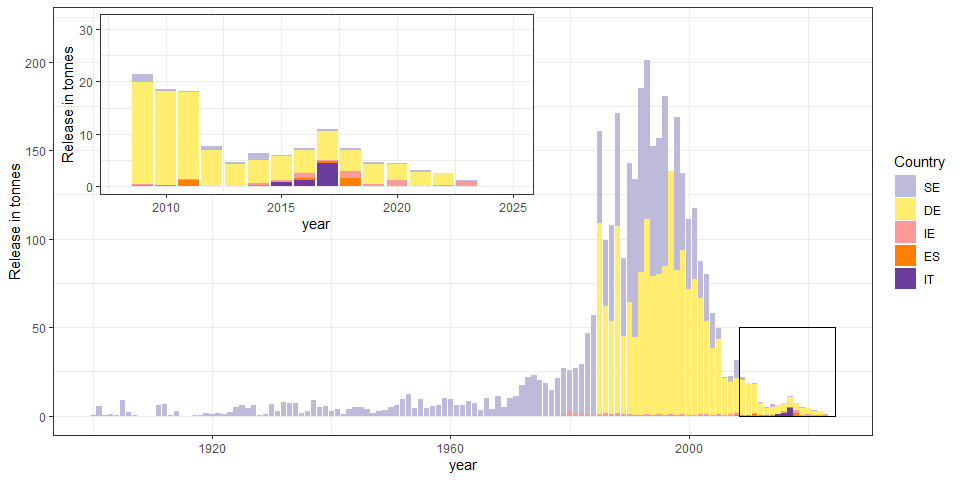 30
20
10
0
Release in tonnes
2010
2015
2020
2025
year
200
150
100
50
0
Release in tonnes
1920
1960
2000
year
Country
SE
DE
IE
ES
IT